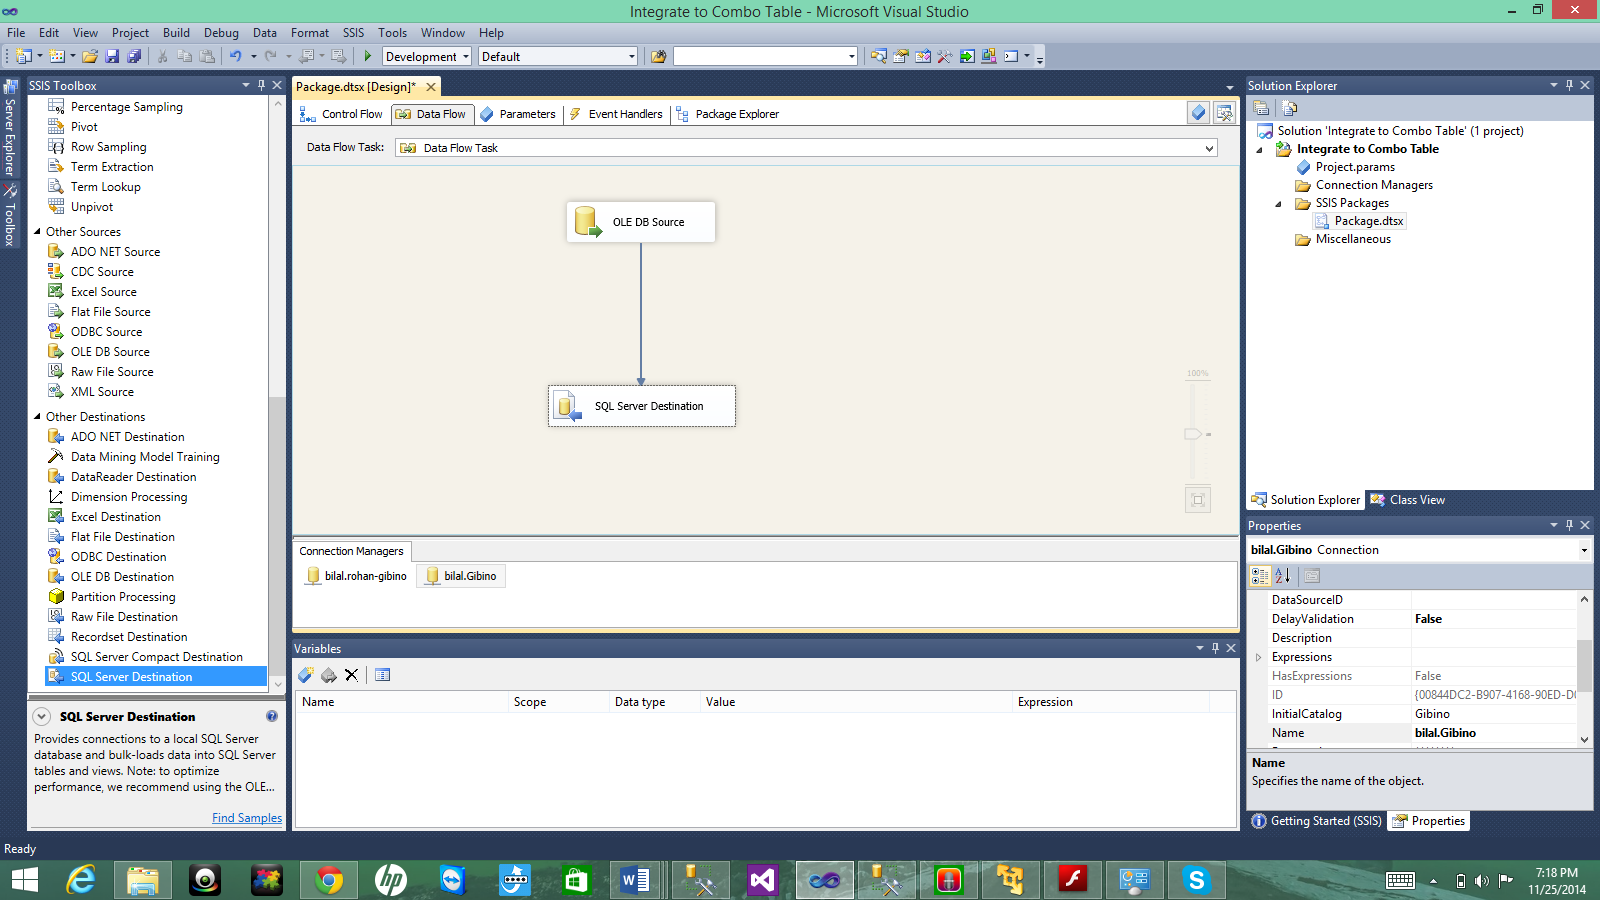 Integrate to Combo Table - Microsoft Visual Studio
File Edit View Project Build Debug Data Format SSIS Tools Window Help
Development Default
Server Explorer
Toolbox
SSIS Toolbox
Percentage Sampling
Pivot
Row Sampling
Term Extraction
Term Lookup
Unpivot
Other Sources
ADO NET Source
CDC Source
Excel Source
Flat File Source
ODBC Source
OLE DB Source
Raw File Source
XML Source
Other Destinations
ADO NET Destination
Data Mining Model Training
DataReader Destination
Dimension Processing
Excel Destination
Flat File Destination
ODBC Destination
OLE DB Destination
Partition Processing
Raw File Destination
Recordset Destination
SQL Server Compact Destination
SQL Server Destination
SQL Server Destination
Provides connections to a local SQL Server
database and bulk-loads data into SQL Server
tables and views. Note: to optimize
performance, we recommend using the OLE...
Find Samples
Package.dtsx [Design]*
Control Flow Data Flow Parameters Event Handlers Package Explorer
Data Flow Task: Data Flow Task
OLE DB Source
SQL Server Destination
100%
Connection Managers
bilal.rohan-gibino bilal.Gibino
Variables
Name Scope Data type Value Expression
Solution Explorer
Solution 'Integrate to Combo Table' (1 project)
Integrate to Combo Table
Project.params
Connection Managers
SSIS Packages
Package.dtsx
Miscellaneous
Solution Explorer Class View
Properties
bilal.Gibino Connection
DataSourceID
DelayValidation False
Description
Expressions
HasExpressions False
ID {00844DC2-B907-4168-90ED-D
InitialCatalog Gibino
Name bilal.Gibino
Name
Specifies the name of the object.
Getting Started (SSIS) Properties
Ready
7:18 PM
11/25/2014